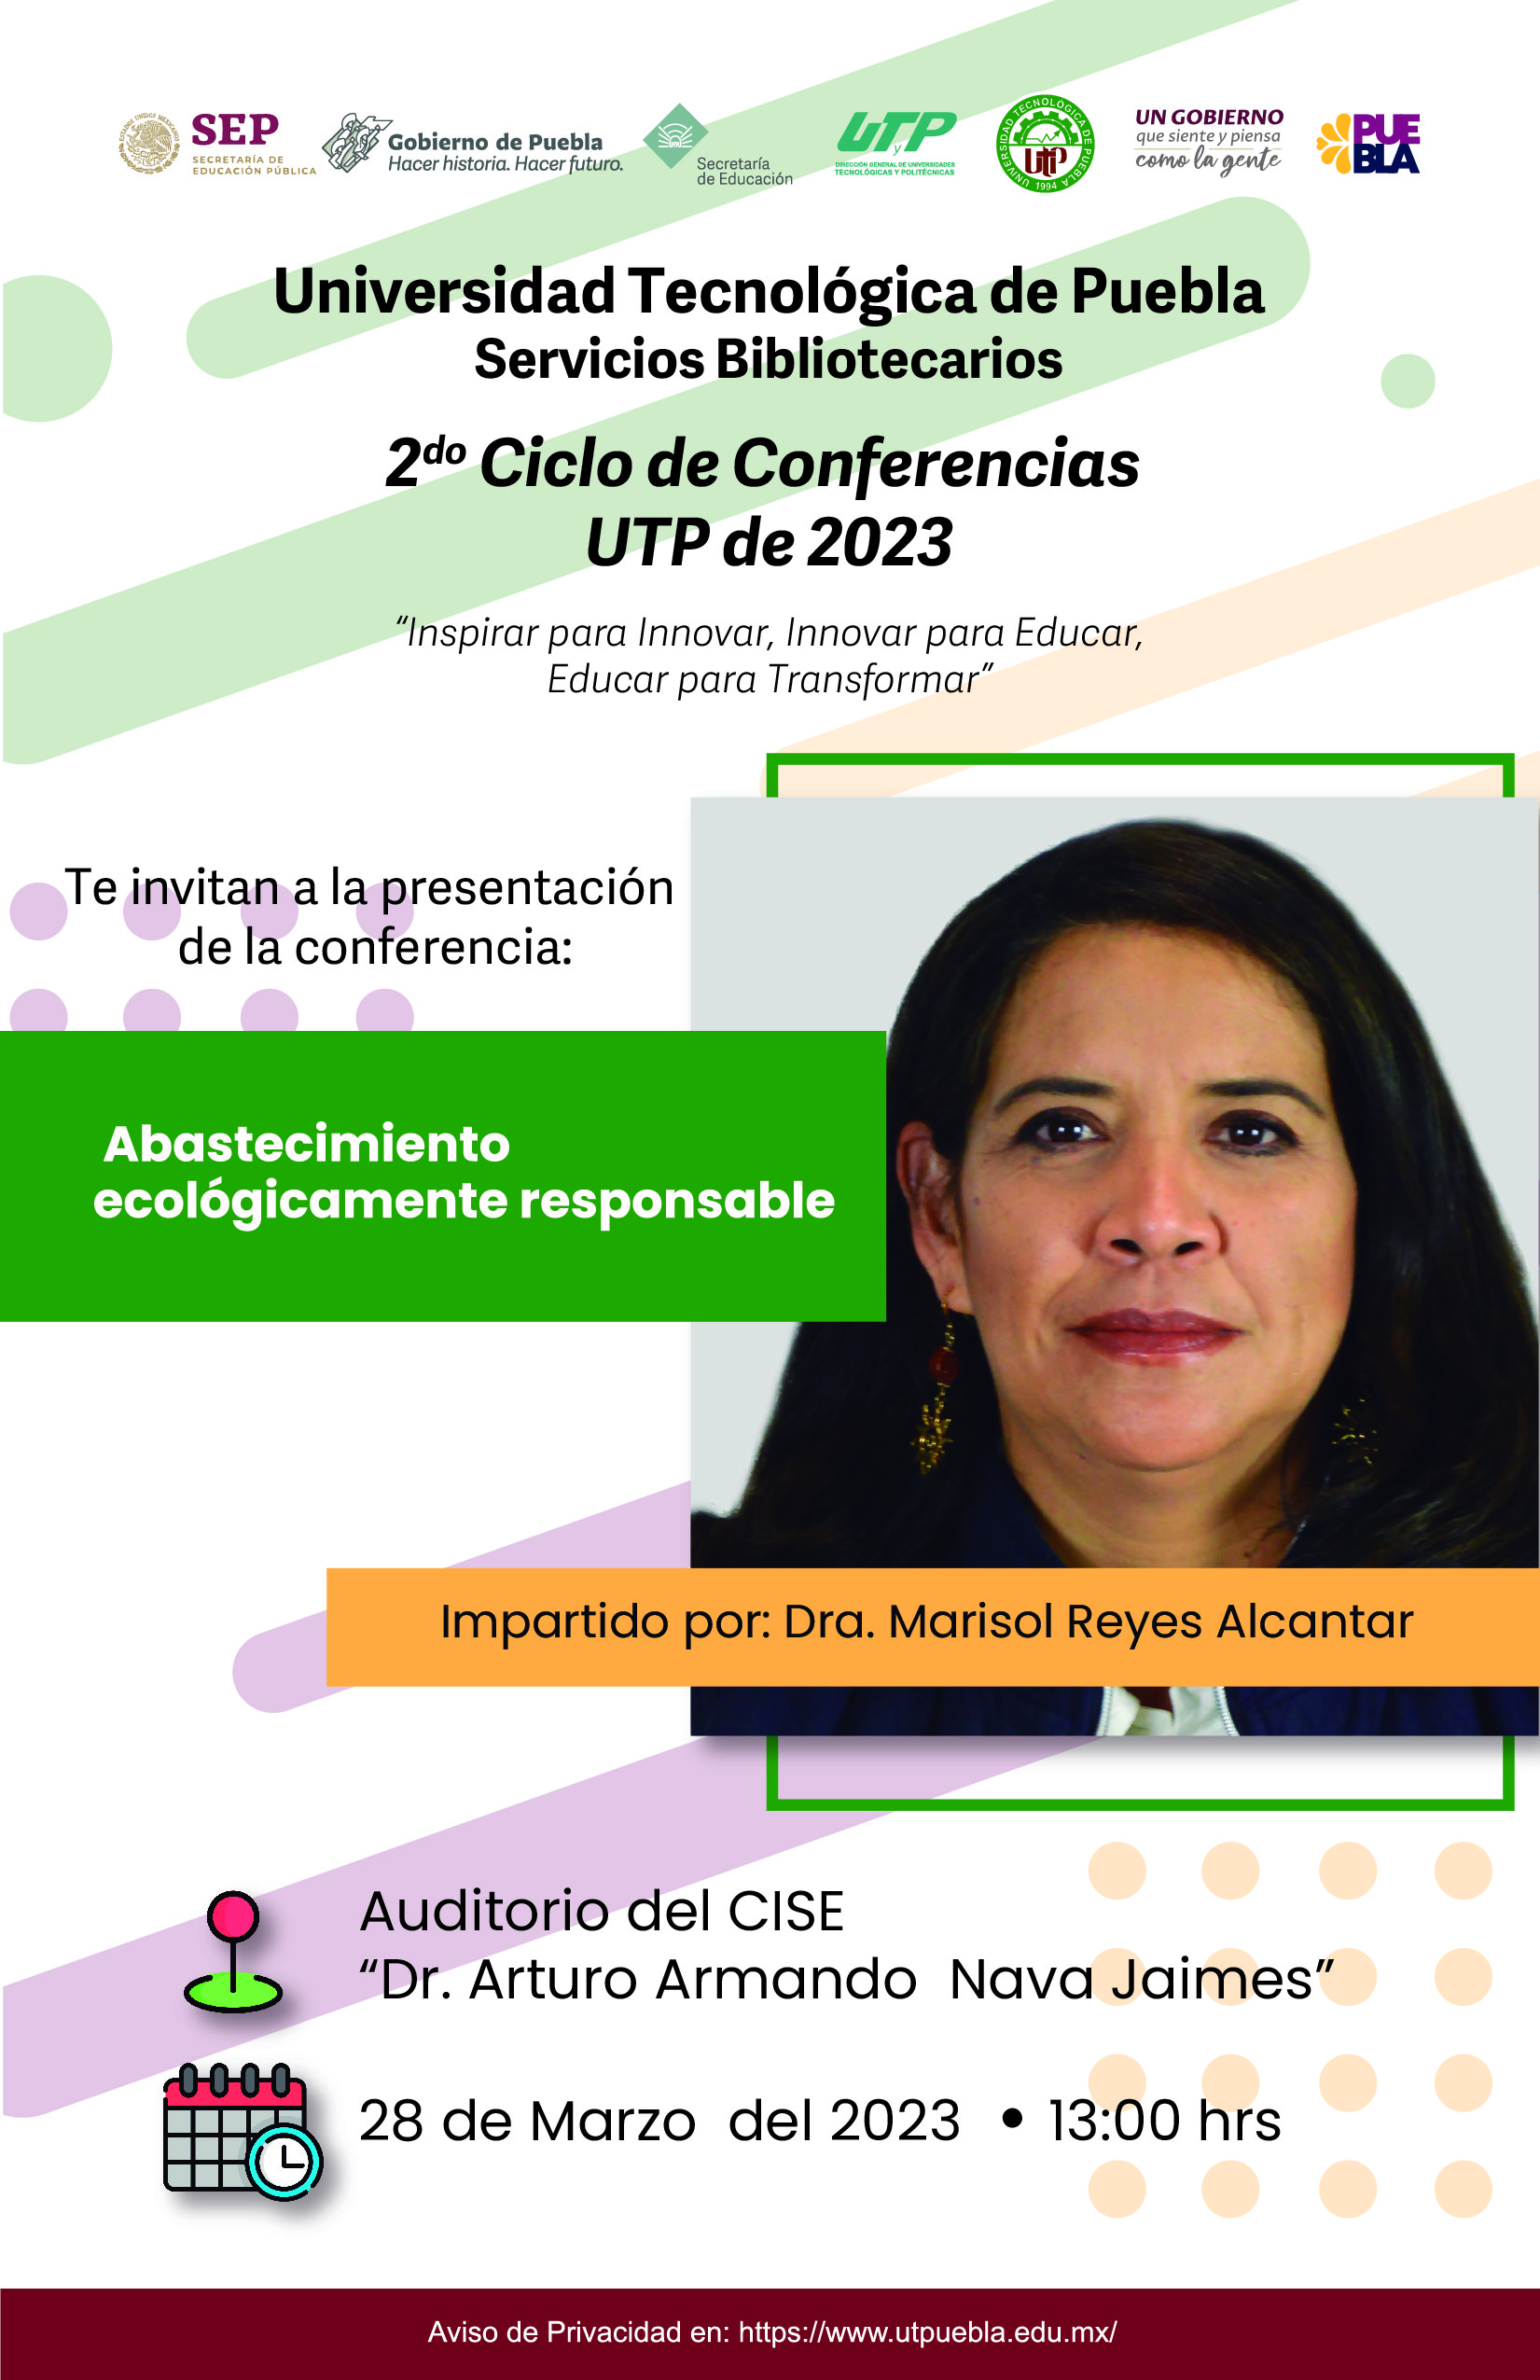 ESTADOS UNIDOS MEXICANOS
SEP
SECRETARÍA DE
EDUCACIÓN PÚBLICA
Gobierno de Puebla
Hacer historia. Hacer futuro.
Secretaría
de Educación
UTyP
DIRECCIÓN GENERAL DE UNIVERSIDADES
TECNOLÓGICAS Y POLITÉCNICAS
UNIVERSIDAD TECNOLÓGICA DE PUEBLA
UTP
1994
UN GOBIERNO
que siente y piensa
como la gente
PUE
BLA
Universidad Tecnológica de Puebla
Servicios Bibliotecarios
2do Ciclo de Conferencias
UTP de 2023
“Inspirar para Innovar, Innovar para Educar,
Educar para Transformar”
Te invitan a la presentación
de la conferencia:
Abastecimiento
ecológicamente responsable
Impartido por: Dra. Marisol Reyes Alcantar
Auditorio del CISE
“Dr. Arturo Armando Nava Jaimes”
28 de Marzo del 2023 • 13:00 hrs
Aviso de Privacidad en: https://www.utpuebla.edu.mx/